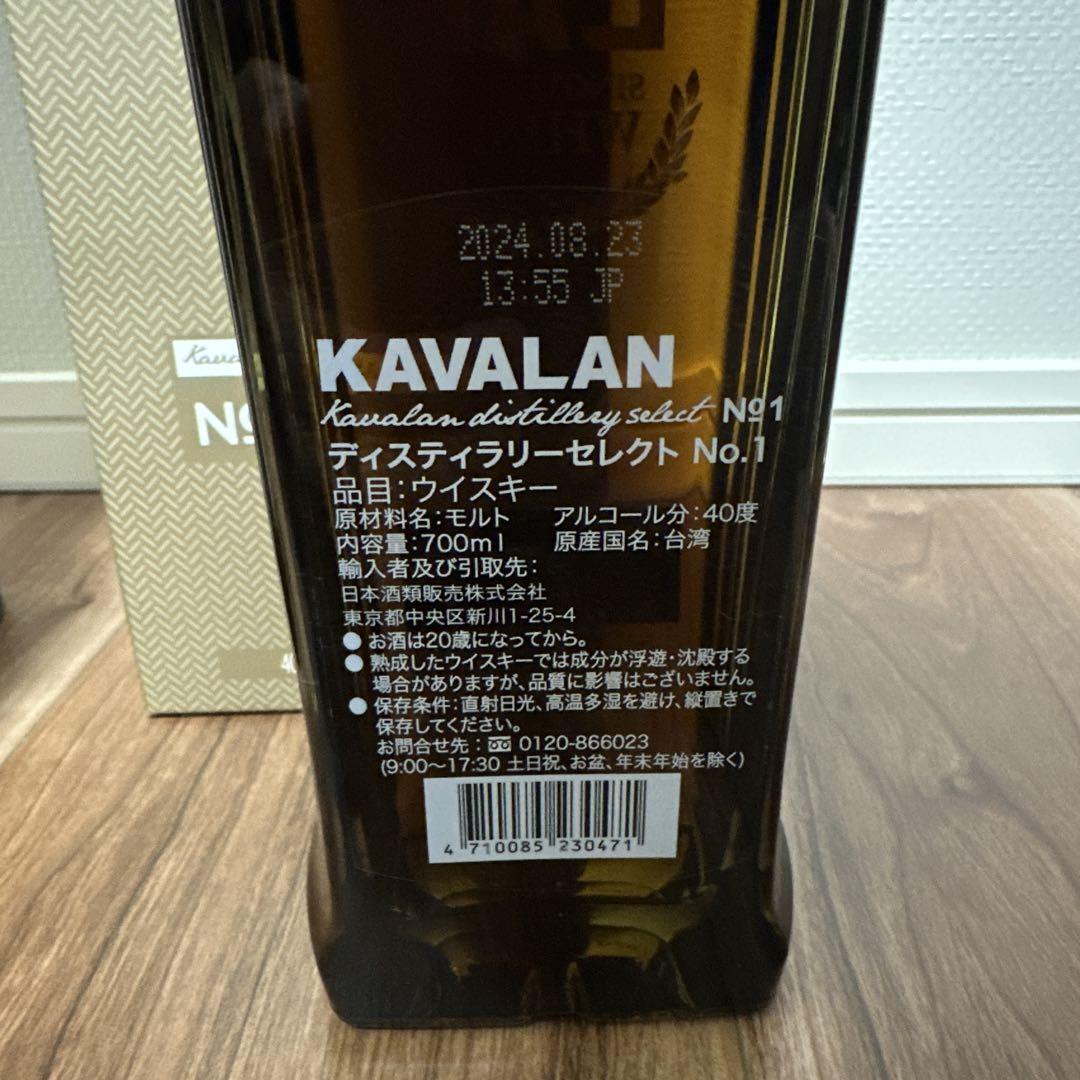 2024.08.23
13:55 JP
KAVALAN
Kavalan distillery select №1
ディスティラリーセレクト No.1
品目:ウイスキー
原材料名:モルト アルコール分:40度
内容量:700ml 原産国名:台湾
輸入者及び引取先:
日本酒類販売株式会社
東京都中央区新川1-25-4
● お酒は20歳になってから。
● 熟成したウイスキーでは成分が浮遊・沈殿する
場合がありますが、品質に影響はございません。
● 保存条件:直射日光、高温多湿を避け、縦置きで
保存してください。
お問合せ先: 0120-866023
(9:00～17:30 土日祝、お盆、年末年始を除く)
4 710085 230471
№